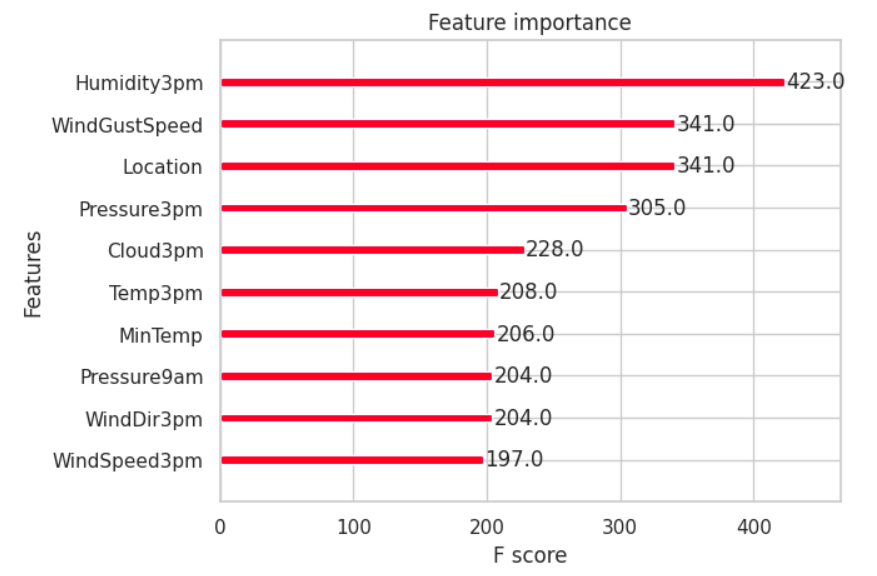 Feature importance
Features
Humidity3pm 423.0
WindGustSpeed 341.0
Location 341.0
Pressure3pm 305.0
Cloud3pm 228.0
Temp3pm 208.0
MinTemp 206.0
Pressure9am 204.0
WindDir3pm 204.0
WindSpeed3pm 197.0
0 100 200 300 400
F score